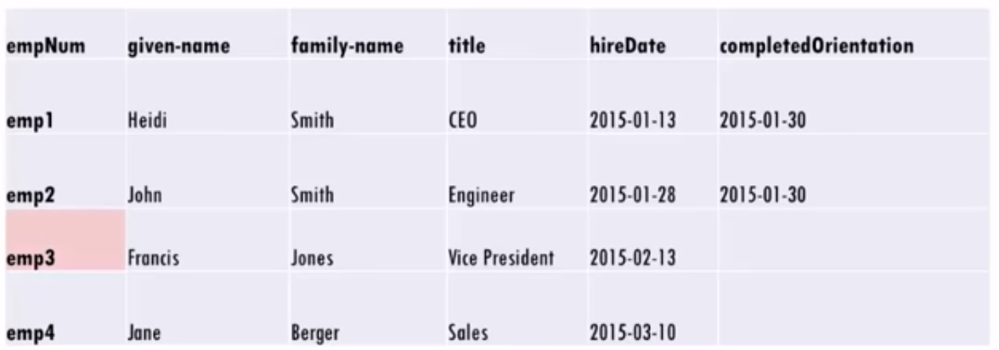 empNum given-name family-name title hireDate completedOrientation
emp1 Heidi Smith CEO 2015-01-13 2015-01-30
emp2 John Smith Engineer 2015-01-28 2015-01-30
emp3 Francis Jones Vice President 2015-02-13
emp4 Jane Berger Sales 2015-03-10